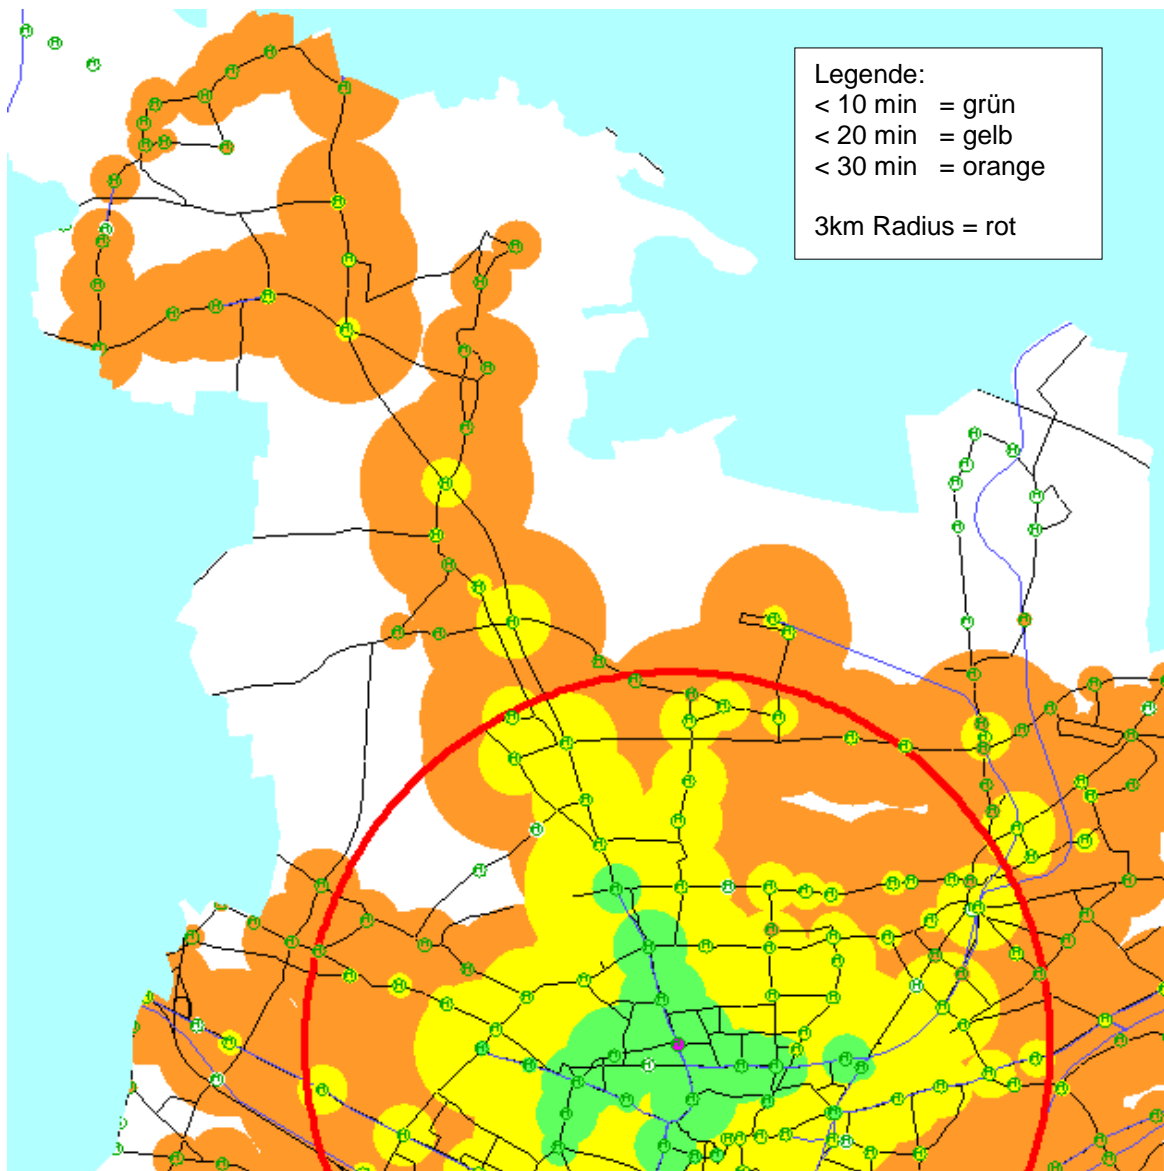 Legende:
< 10 min = grün
< 20 min = gelb
< 30 min = orange
3km Radius = rot